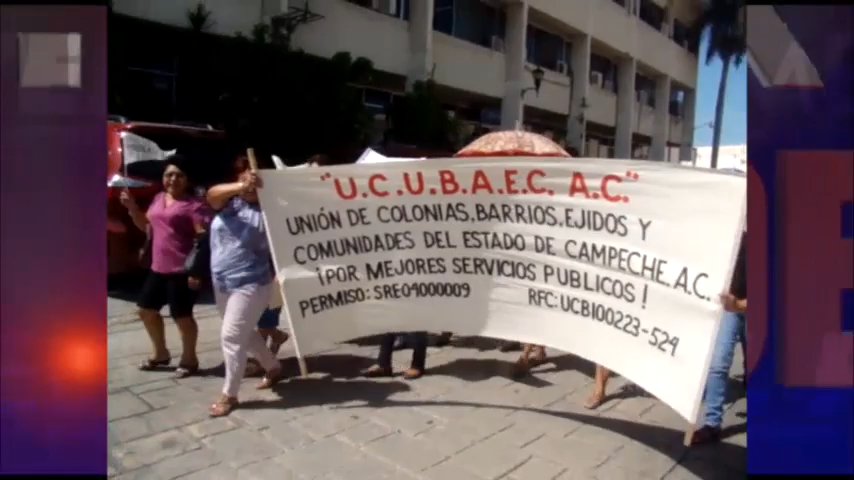 "U.C.U.B.A.E.C. A.C."
UNIÓN DE COLONIAS, BARRIOS, EJIDOS Y
COMUNIDADES DEL ESTADO DE CAMPECHE, A.C.
¡POR MEJORES SERVICIOS PUBLICOS!
PERMISO: SRE04000009 RFC: UCB100223-524